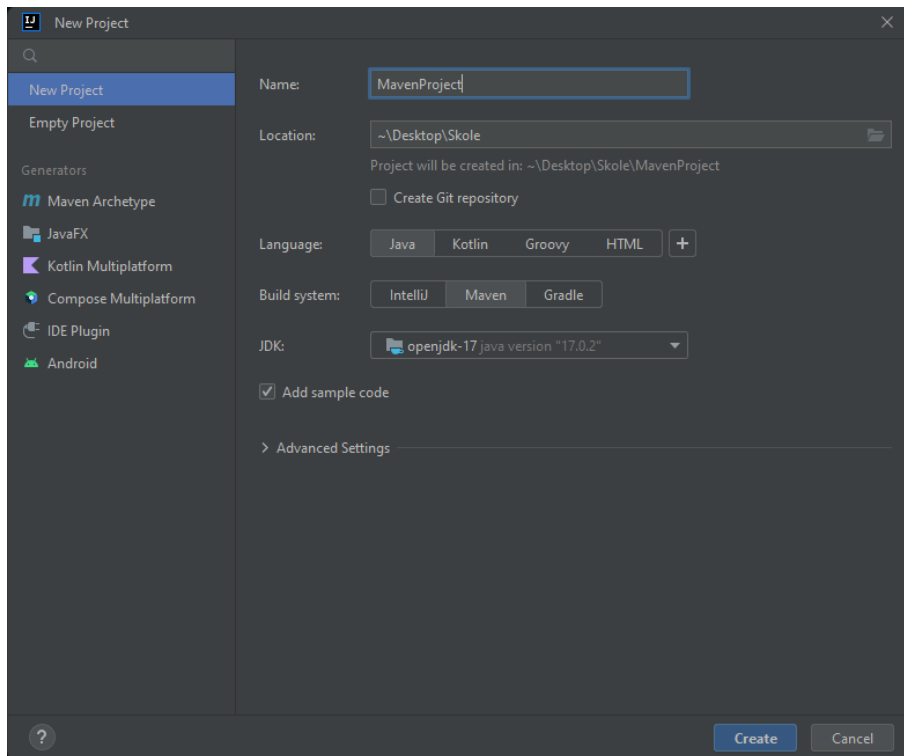 New Project
New Project
Empty Project
Generators
Maven Archetype
JavaFX
Kotlin Multiplatform
Compose Multiplatform
IDE Plugin
Android
Name: MavenProject
Location: ~\Desktop\Skole
Project will be created in: ~\Desktop\Skole\MavenProject
Create Git repository
Language: Java Kotlin Groovy HTML +
Build system: IntelliJ Maven Gradle
JDK: openjdk-17 java version "17.0.2"
Add sample code
Advanced Settings
? Create Cancel